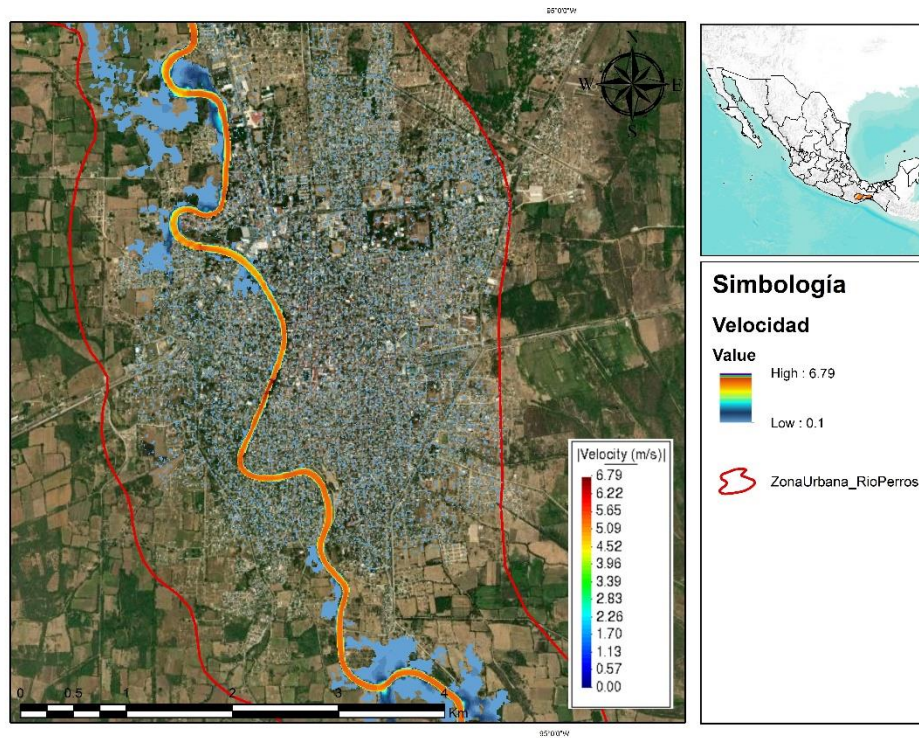 95°0'0"W
N
W E
S
0 0.5 1 2 3 4
Km
|Velocity (m/s)|
6.79
6.22
5.65
5.09
4.52
3.96
3.39
2.83
2.26
1.70
1.13
0.57
0.00
95°0'0"W
Simbología
Velocidad
Value
High : 6.79
Low : 0.1
ZonaUrbana_RioPerros